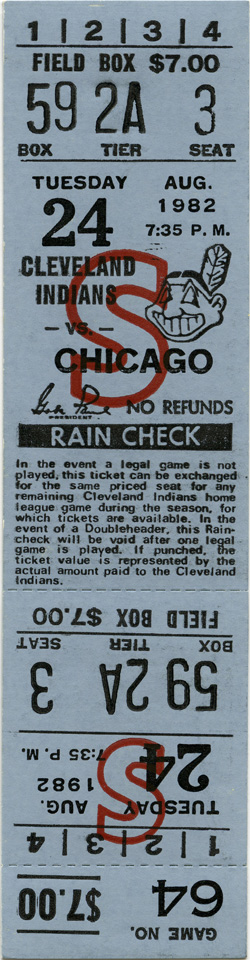 1 | 2 | 3 | 4
FIELD BOX $7.00
59 2A 3
BOX TIER SEAT
TUESDAY AUG.
24 1982
7:35 P. M.
CLEVELAND
INDIANS
S
— VS. —
CHICAGO
PRESIDENT
NO REFUNDS
RAIN CHECK
In the event a legal game is not
played, this ticket can be exchanged
for the same priced seat for any
remaining Cleveland Indians home
league game during the season, for
which tickets are available. In the
event of a Doubleheader, this Rain-
check will be void after one legal
game is played. If punched, the
ticket value is represented by the
actual amount paid to the Cleveland
Indians.
FIELD BOX $7.00
BOX TIER SEAT
59 2A 3
S
24 7:35 P. M.
1982
TUESDAY AUG.
1 | 2 | 3 | 4
64 $7.00
GAME NO.